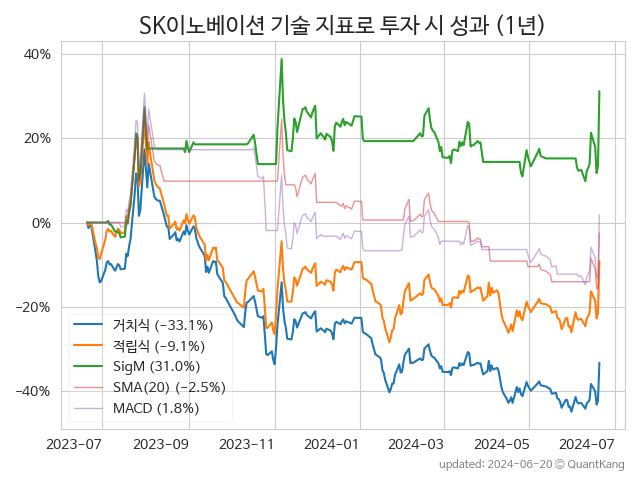 SK이노베이션 기술 지표로 투자 시 성과 (1년)
40%
20%
0%
−20%
−40%
거치식 (−33.1%)
적립식 (−9.1%)
SigM (31.0%)
SMA(20) (−2.5%)
MACD (1.8%)
2023−07 2023−09 2023−11 2024−01 2024−03 2024−05 2024−07
updated: 2024−06−20 ⓒ QuantKang